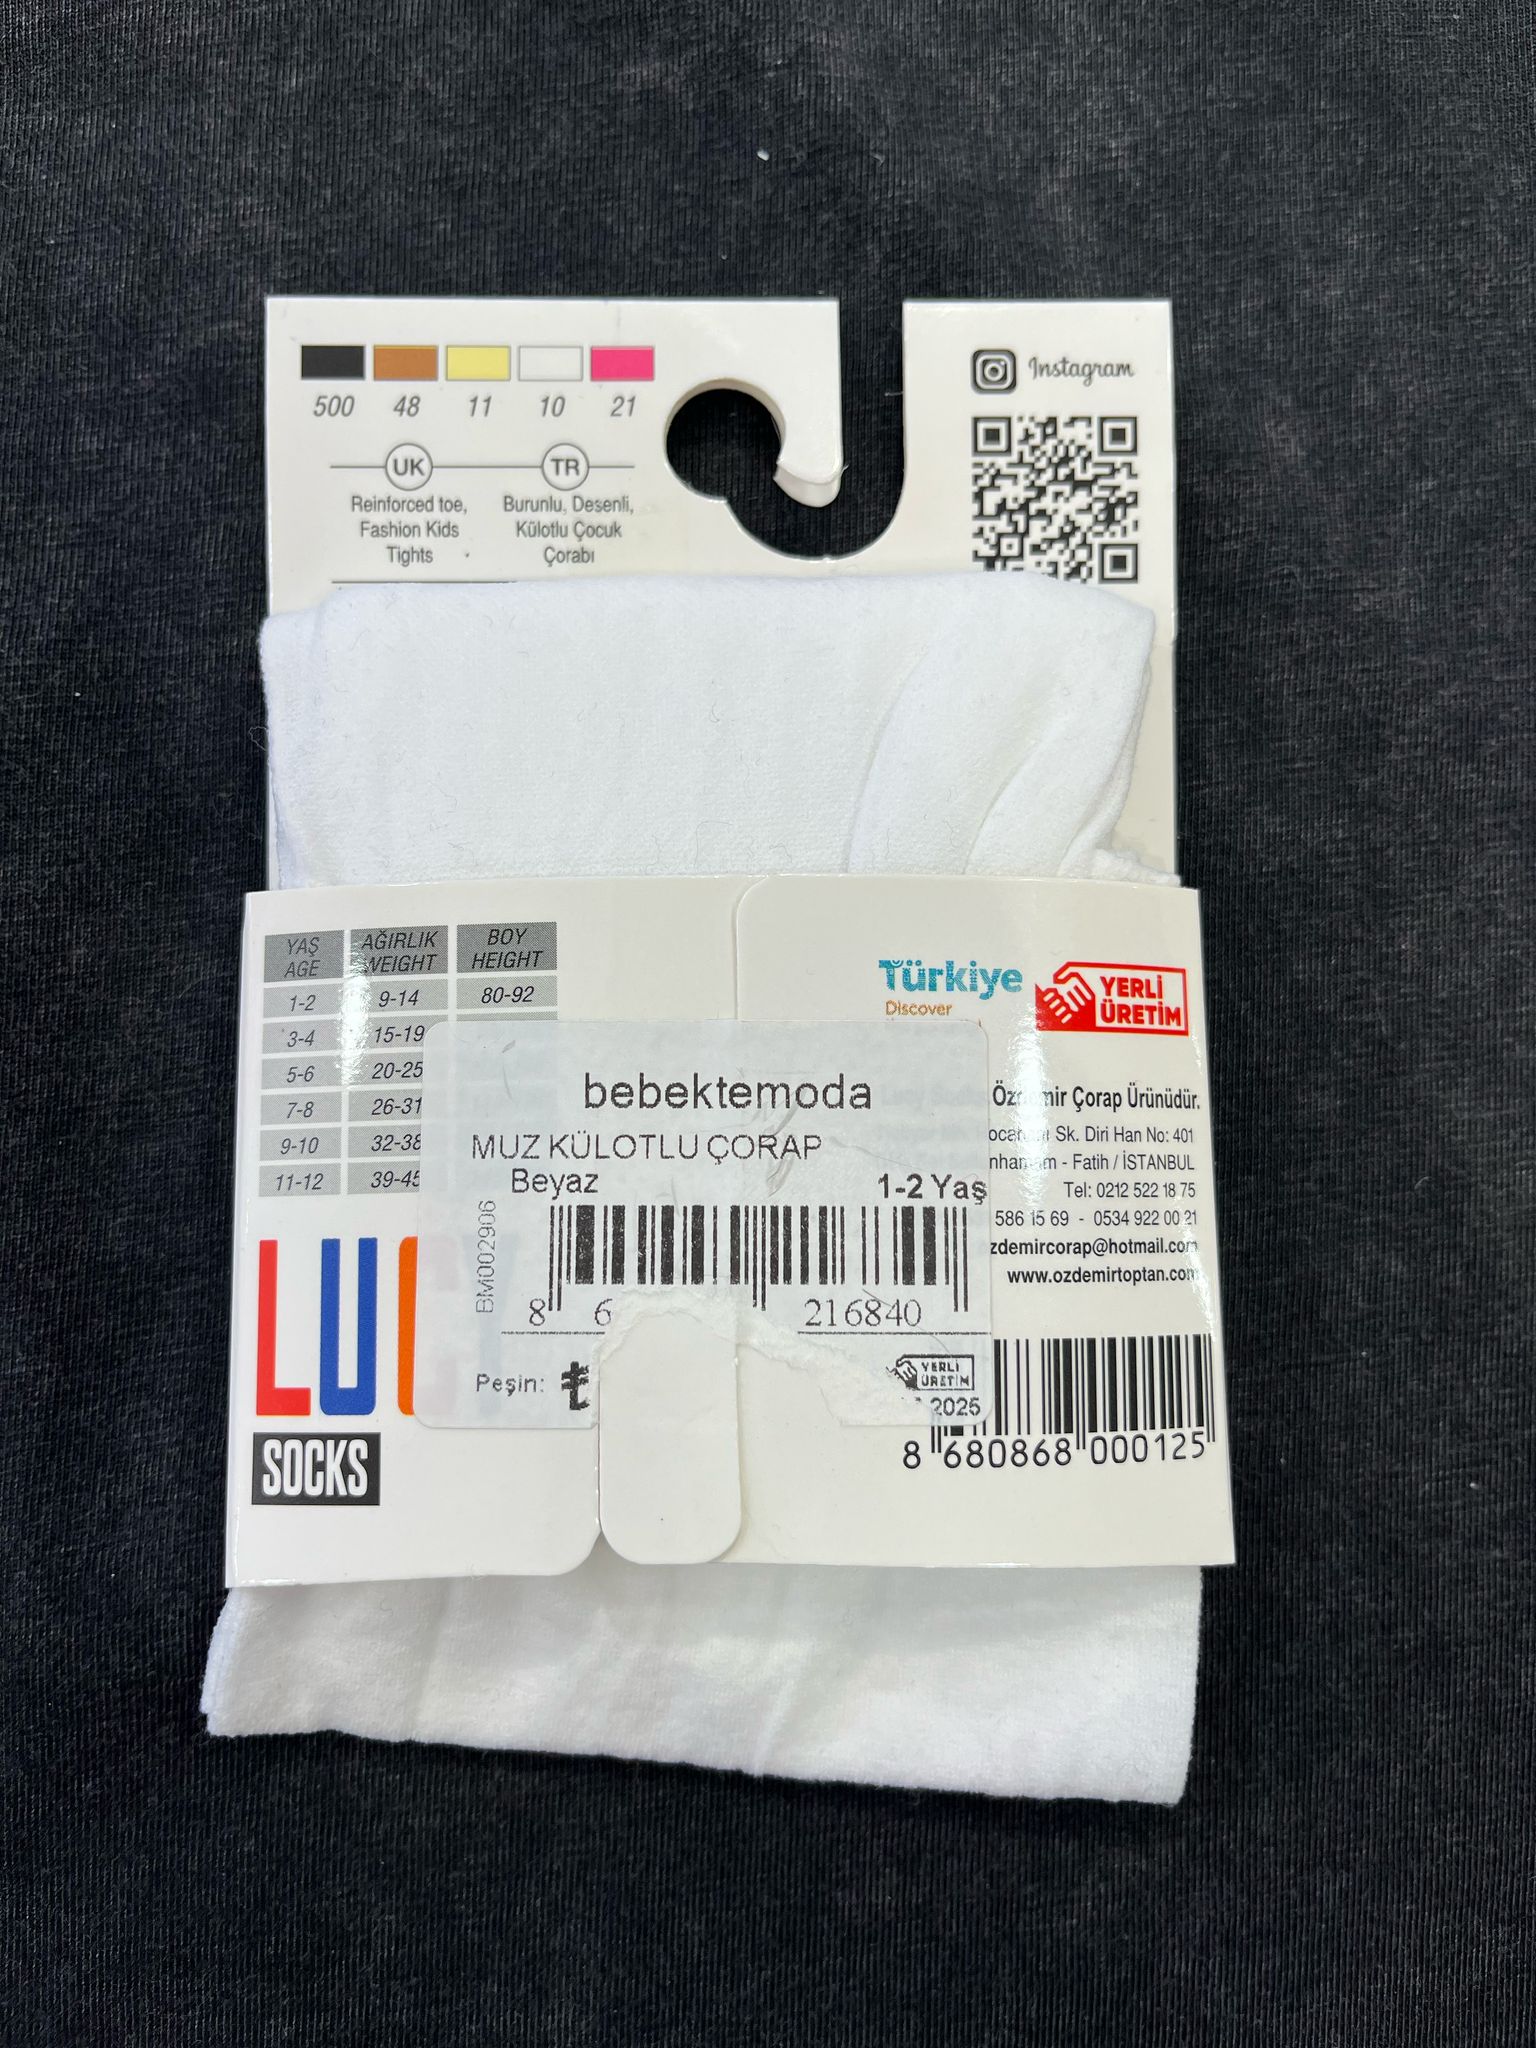 500 48 11 10 21
UK
Reinforced toe,
Fashion Kids
Tights
TR
Burunlu, Desenli,
Külotlu Çocuk
Çorabı
Instagram
YAŞ AĞIRLIK BOY
AGE WEIGHT HEIGHT
1-2 9-14 80-92
3-4 15-19
5-6 20-25
7-8 26-31
9-10 32-38
11-12 39-45
Türkiye
Discover
YERLİ
ÜRETİM
Özdemir Çorap Ürünüdür.
Sk. Diri Han No: 401
- Fatih / İSTANBUL
Tel: 0212 522 18 75
586 15 69 - 0534 922 00 21
zdemircorap@hotmail.com
www.ozdemirtoptan.com
8 680868 000125
bebektemoda
MUZ KÜLOTLU ÇORAP
Beyaz 1-2 Yaş
BM002906
8 6 216840
Peşin: ₺
YERLİ
ÜRETİM
2025
LUCY
SOCKS